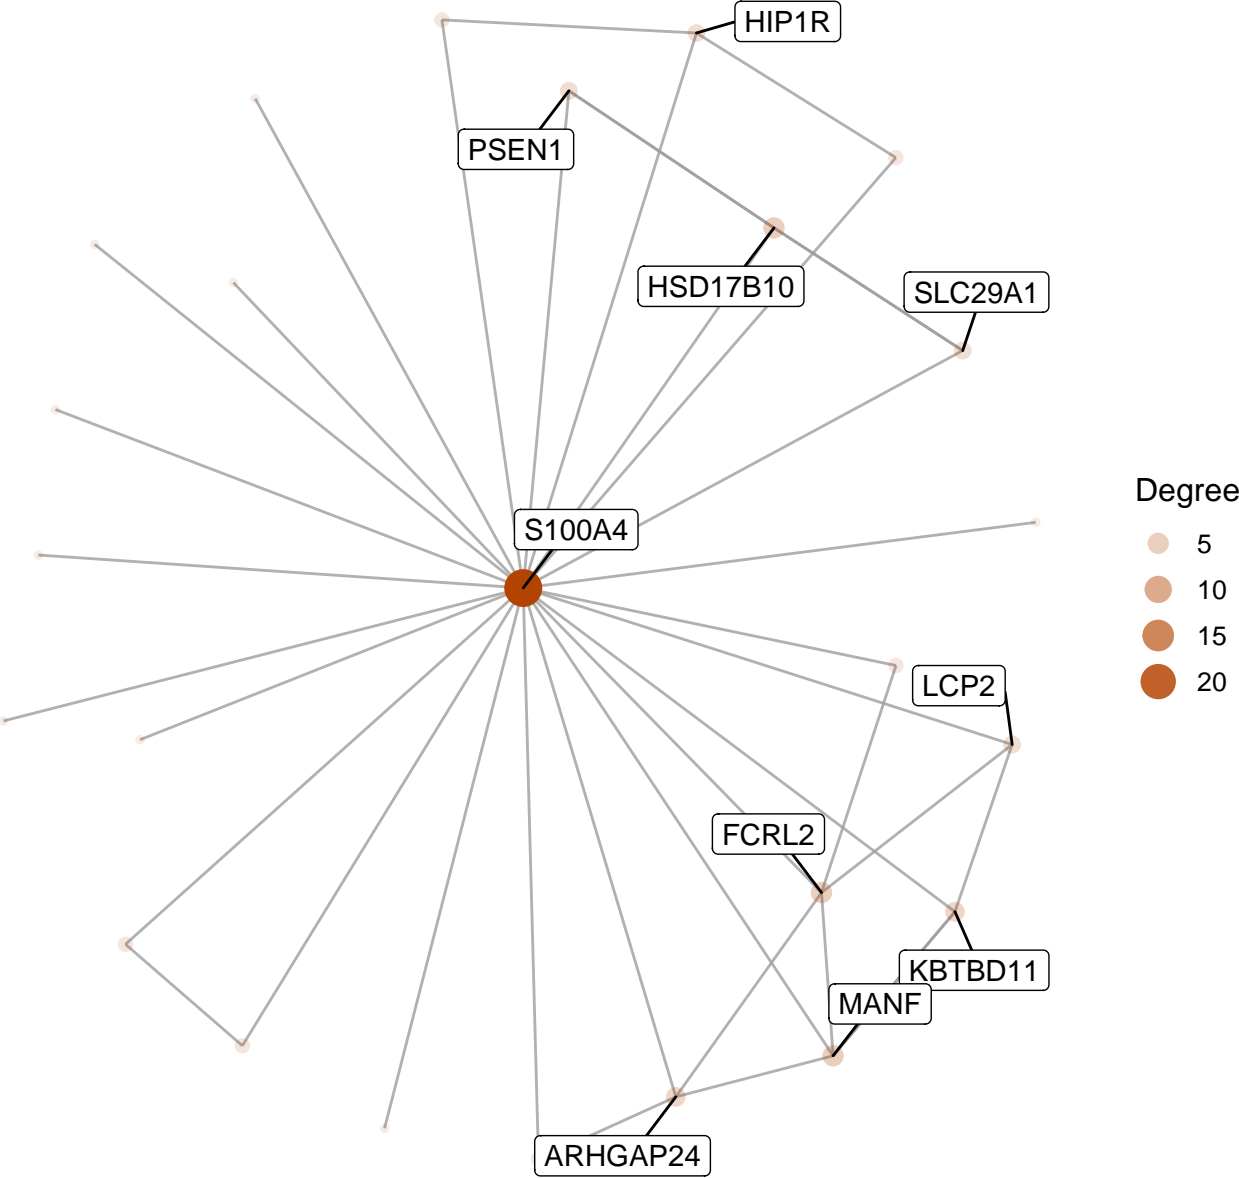 HIP1R
PSEN1
HSD17B10
SLC29A1
S100A4
Degree
5
10
15
20
LCP2
FCRL2
KBTBD11
MANF
ARHGAP24